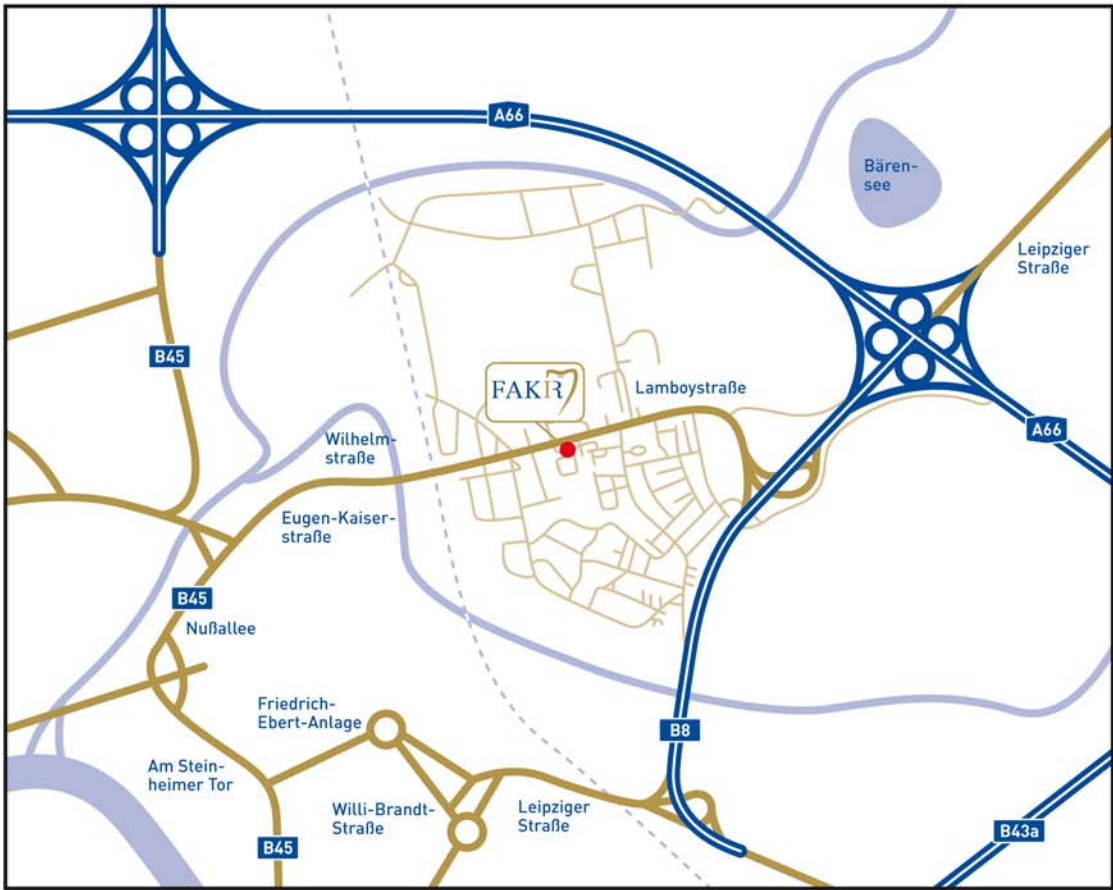 A66
Bären-
see
Leipziger
Straße
B45
FAKIR
Lamboystraße
A66
Wilhelm-
straße
Eugen-Kaiser-
straße
B45
Nußallee
Friedrich-
Ebert-Anlage
B8
Am Stein-
heimer Tor
Willi-Brandt-
Straße
Leipziger
Straße
B45
B43a